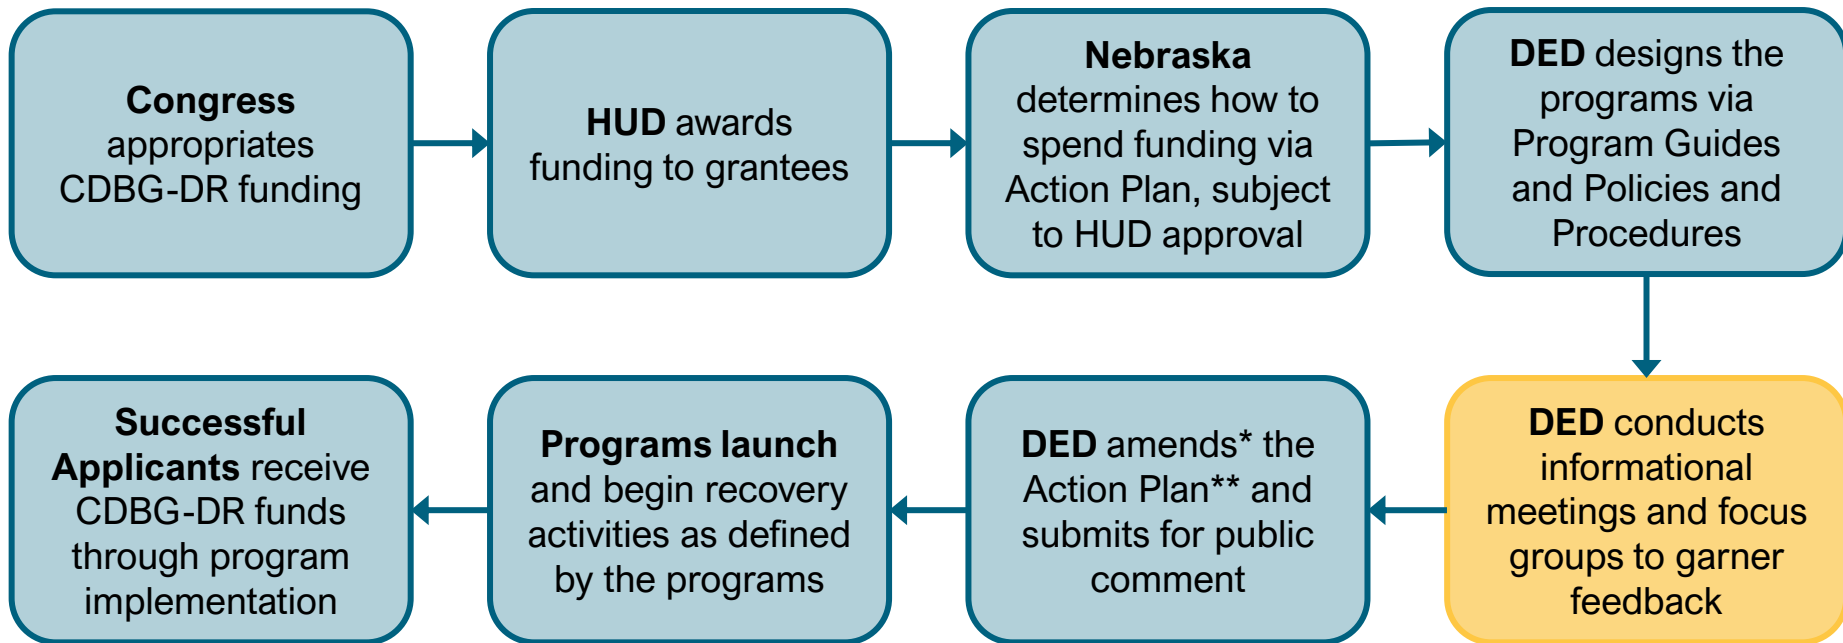 Congress
appropriates
CDBG-DR funding
HUD awards
funding to grantees
Nebraska
determines how to
spend funding via
Action Plan, subject
to HUD approval
DED designs the
programs via
Program Guides
and Policies and
Procedures
Successful
Applicants receive
CDBG-DR funds
through program
implementation
Programs launch
and begin recovery
activities as defined
by the programs
DED amends* the
Action Plan** and
submits for public
comment
DED conducts
informational
meetings and focus
groups to garner
feedback